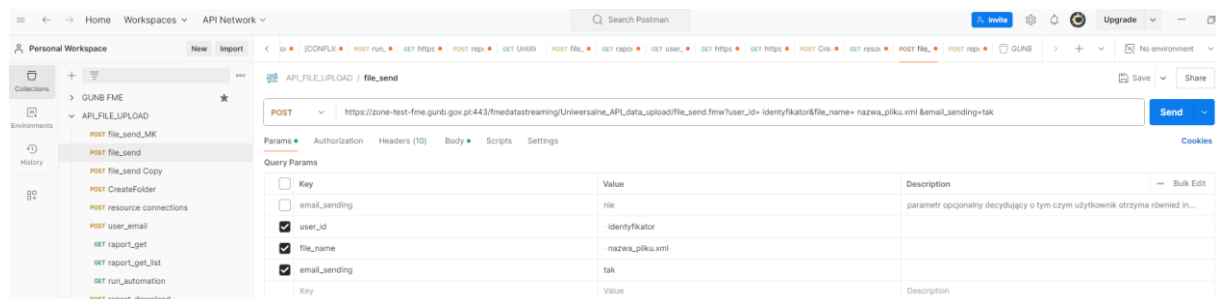 Home Workspaces API Network Search Postman Invite Upgrade
Personal Workspace New Import [CONFLI POST run_ GET https POST rep GET Untitl POST file_ GET rapor GET user_ GET https GET https POST Cre GET resou POST file_ POST repo GUNB No environment
Collections API_FILE_UPLOAD / file_send Save Share
GUNB FME
Environments API_FILE_UPLOAD POST https://zone-test-fme.gunb.gov.pl:443/fmedatastreaming/Uniwersalne_API_data_upload/file_send.fmw?user_id= identyfikator&file_name= nazwa_pliku.xml &email_sending=tak Send
POST file_send_MK
History POST file_send Params Authorization Headers (10) Body Scripts Settings Cookies
POST file_send Copy Query Params
POST CreateFolder Key Value Description Bulk Edit
POST resource connections email_sending nie parametr opcjonalny decydujący o tym czym użytkownik otrzyma również in...
POST user_email user_id identyfikator
GET raport_get file_name nazwa_pliku.xml
GET raport_get_list email_sending tak
GET run_automation Key Value Description
POST report_download